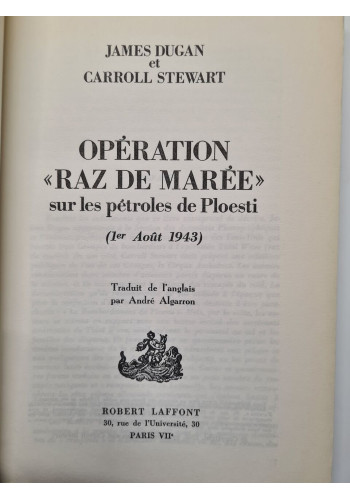 JAMES DUGAN
et
CARROLL STEWART
OPÉRATION
«RAZ DE MARÉE»
sur les pétroles de Ploesti
(1er Août 1943)
Traduit de l'anglais
par André Algarron
ROBERT LAFFONT
30, rue de l'Université, 30
PARIS VIIe